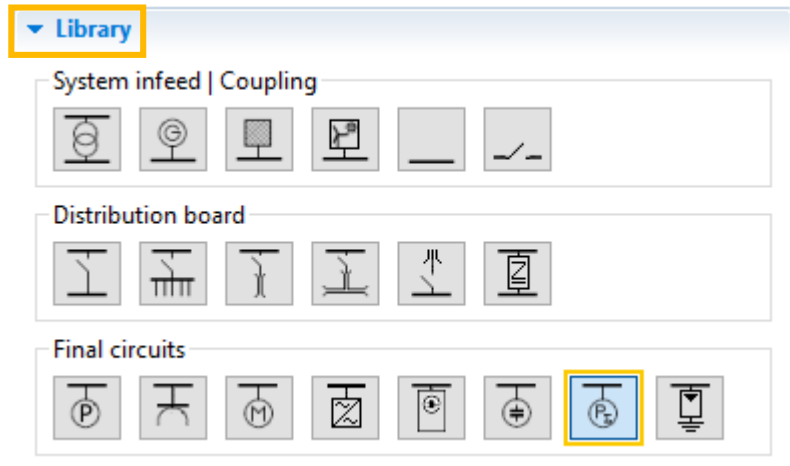 Library
System infeed | Coupling
G
Distribution board
Z
Final circuits
P
M
P